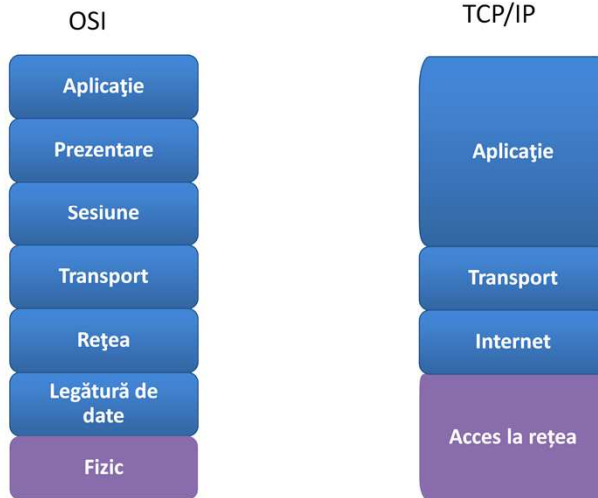 OSI
TCP/IP
Aplicaţie
Prezentare
Sesiune
Transport
Reţea
Legătură de
date
Fizic
Aplicaţie
Transport
Internet
Acces la rețea